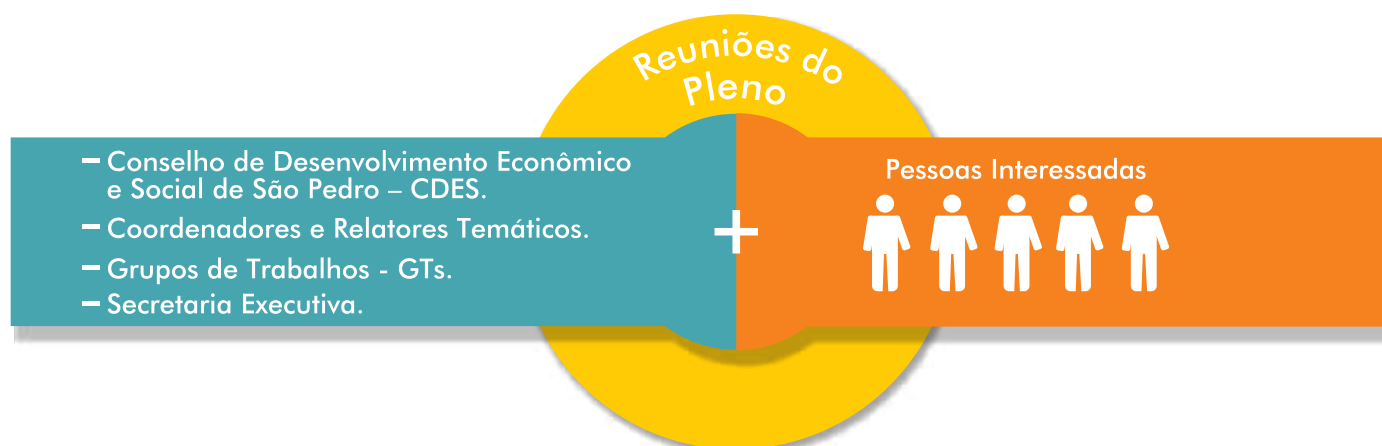 Reuniões do
Pleno
– Conselho de Desenvolvimento Econômico
e Social de São Pedro – CDES.
– Coordenadores e Relatores Temáticos.
– Grupos de Trabalhos - GTs.
– Secretaria Executiva.
+
Pessoas Interessadas